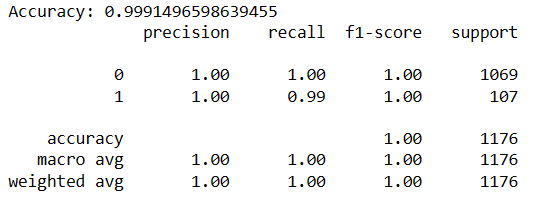 Accuracy: 0.9991496598639455
precision recall f1-score support
0 1.00 1.00 1.00 1069
1 1.00 0.99 1.00 107
accuracy 1.00 1176
macro avg 1.00 1.00 1.00 1176
weighted avg 1.00 1.00 1.00 1176